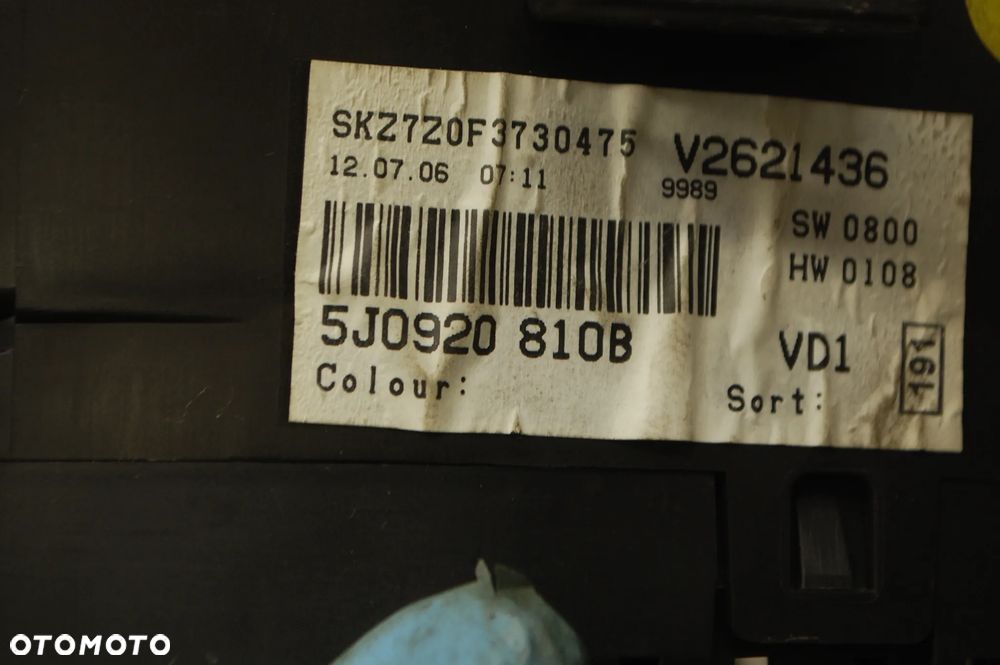 SKZ7Z0F3730475 V2621436
12.07.06 07:11 9989
SW 0800
HW 0108
5J0920 810B VD1
Colour: Sort:
191
OTOMOTO